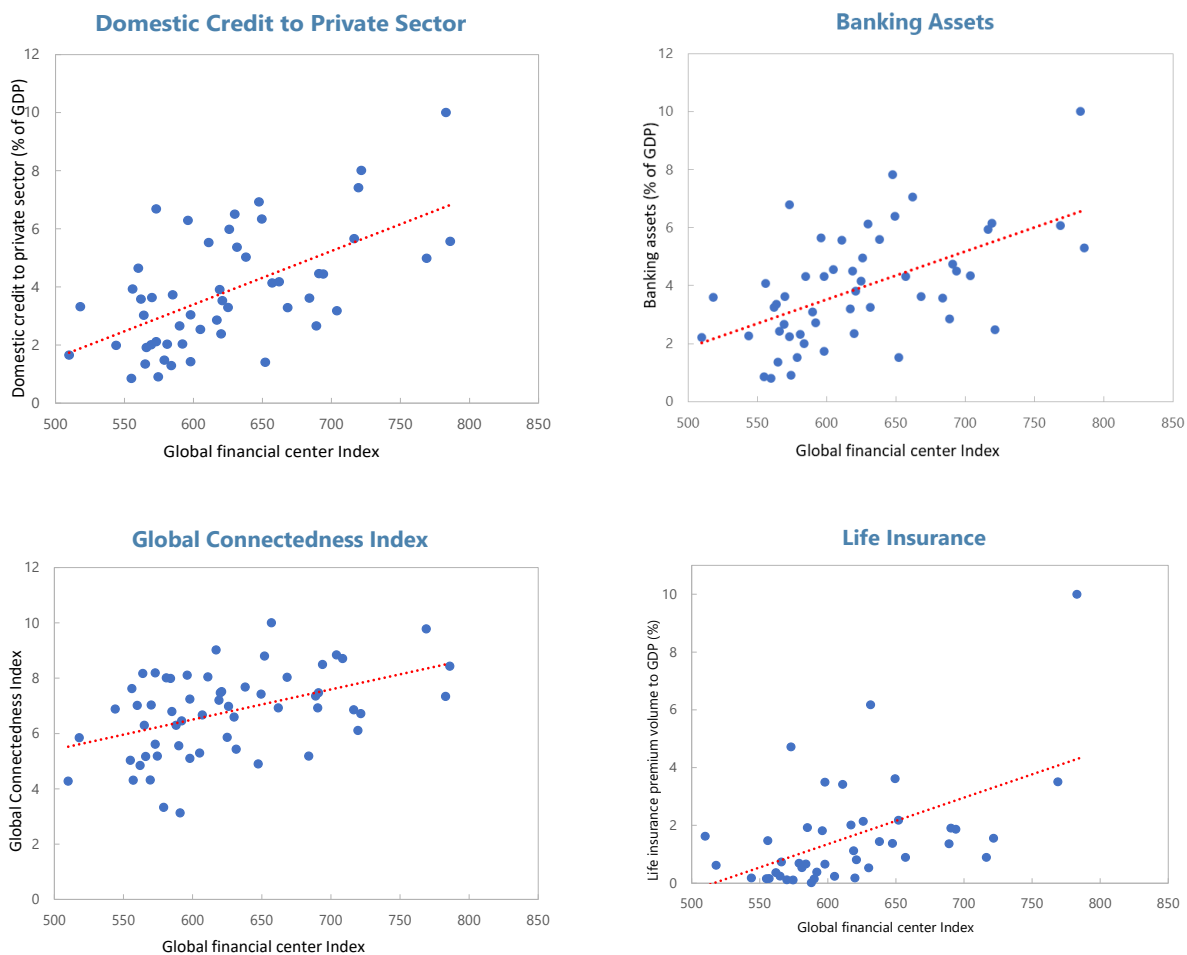 Domestic Credit to Private Sector
Domestic credit to private sector (% of GDP)
12
10
8
6
4
2
0
500 550 600 650 700 750 800 850
Global financial center Index
Banking Assets
Banking assets (% of GDP)
12
10
8
6
4
2
0
500 550 600 650 700 750 800 850
Global financial center Index
Global Connectedness Index
Global Connectedness Index
12
10
8
6
4
2
0
500 550 600 650 700 750 800 850
Global financial center Index
Life Insurance
Life insurance premium volume to GDP (%)
10
8
6
4
2
0
500 550 600 650 700 750 800 850
Global financial center Index